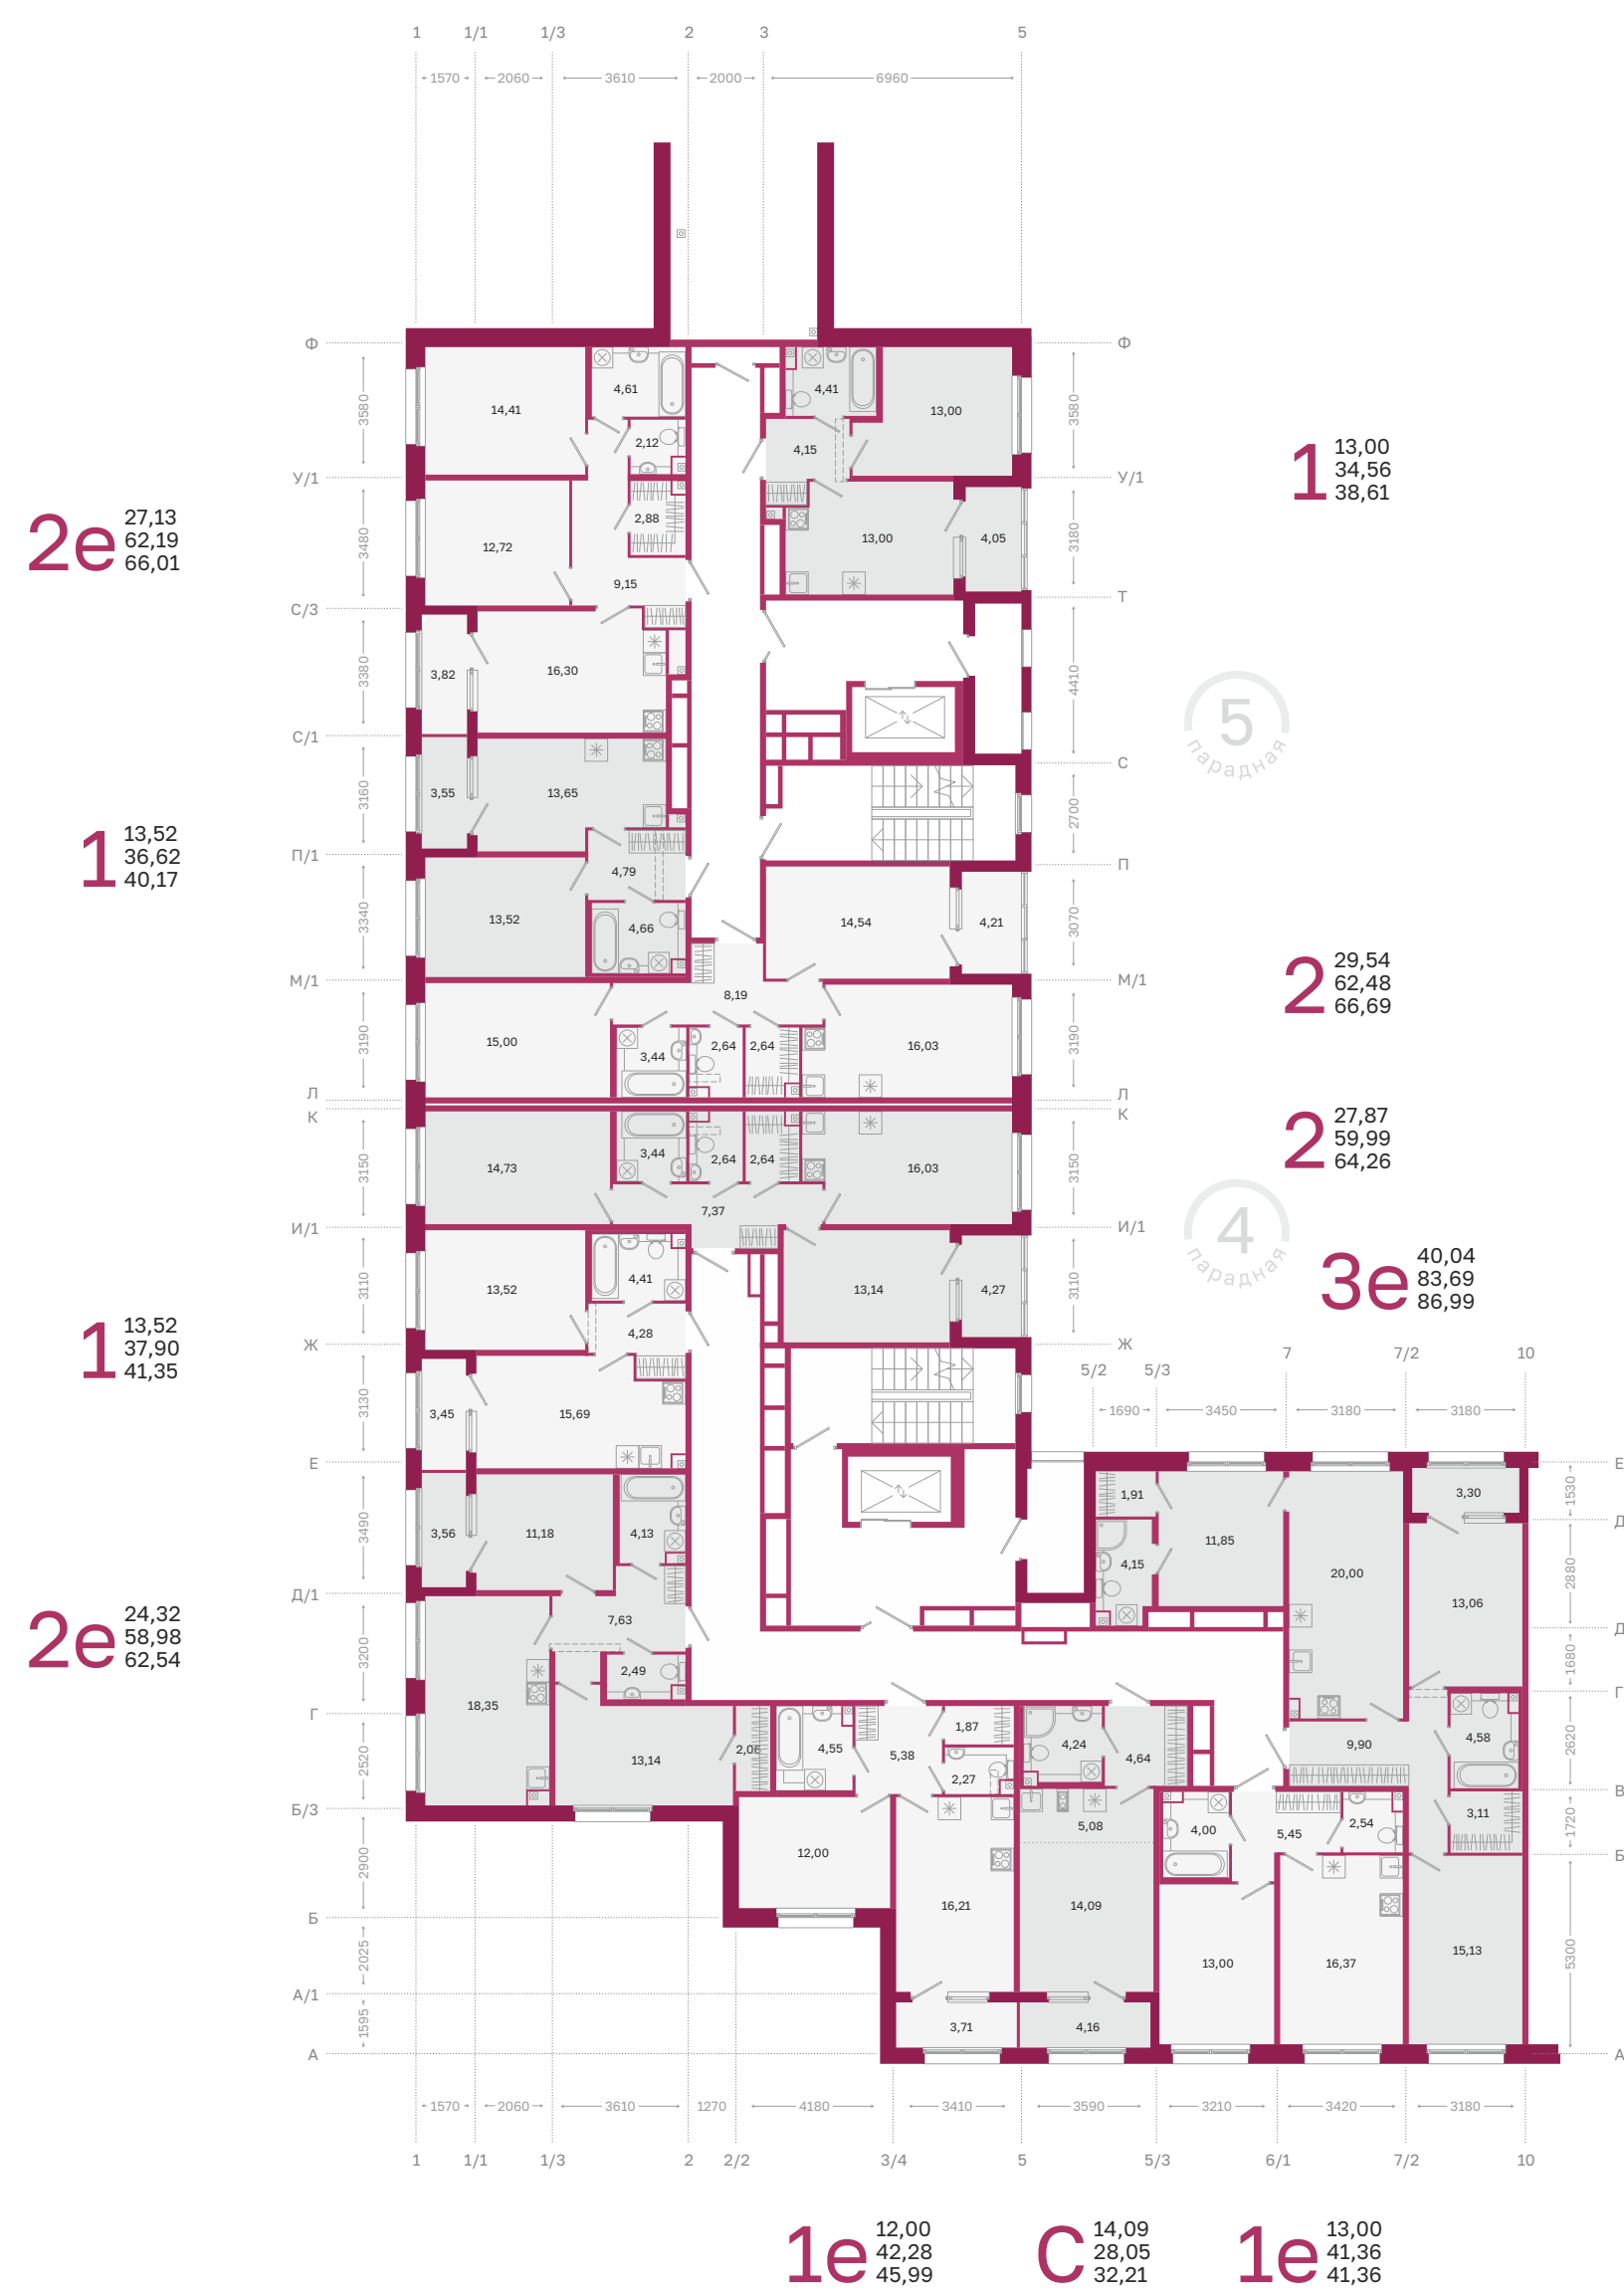 1 1/1 1/3 2 3 5
1570 2060 3610 2000 6960
Ф Ф
3580 14,41 4,61 4,41 13,00 3580
2,12 4,15
1 13,00
34,56
38,61
У/1 У/1
2е 27,13
62,19
66,01
3480 12,72 2,88 13,00 4,05 3180
9,15
С/3 Т
3380 3,82 16,30 4410
5
парадная
С/1 С
3160 3,55 13,65 2700
1 13,52
36,62
40,17
П/1 П
4,79
3340 13,52 4,66 14,54 4,21 3070
М/1 М/1
2 29,54
62,48
66,69
8,19
3190 15,00 3,44 2,64 2,64 16,03 3190
Л Л
К К
2 27,87
59,99
64,26
3150 14,73 3,44 2,64 2,64 16,03 3150
7,37
4
парадная
И/1 И/1
3110 13,52 4,41 13,14 4,27 3110
4,28
3е 40,04
83,69
86,99
Ж Ж
1 13,52
37,90
41,35
5/2 5/3 7 7/2 10
1690 3450 3180 3180
3130 3,45 15,69
Е Е
1,91 3,30 1530
3490 3,56 11,18 4,13 4,15 11,85 20,00 Д
2880
13,06
Д/1
2е 24,32
58,98
62,54
3200 7,63 Д
2,49 1680
18,35 Г
Г
2520 13,14 4,55 5,38 1,87 4,24 4,64 9,90 4,58 2620
2,27
В
Б/3
5,08 4,00 5,45 2,54 3,11 1720
2900 12,00 Б
16,21 14,09 13,00 16,37 15,13 5300
Б
2025
А/1
1595 3,71 4,16
А А
1570 2060 3610 1270 4180 3410 3590 3210 3420 3180
1 1/1 1/3 2 2/2 3/4 5 5/3 6/1 7/2 10
1е 12,00
42,28
45,99
С 14,09
28,05
32,21
1е 13,00
41,36
41,36